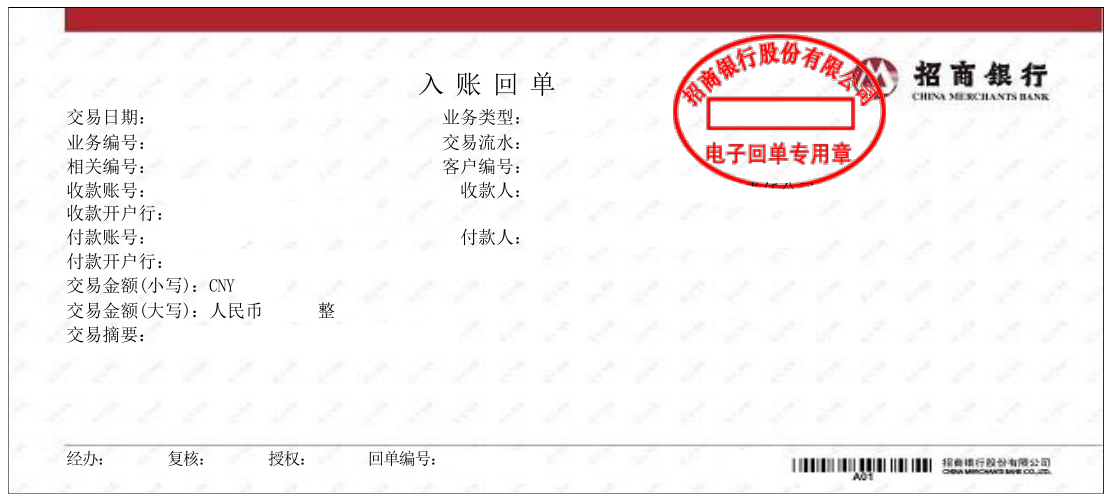 招商银行股份有限公司
招商银行
CHINA MERCHANTS BANK
入账回单
电子回单专用章
交易日期： 业务类型：
业务编号： 交易流水：
相关编号： 客户编号：
收款账号： 收款人：
收款开户行：
付款账号： 付款人：
付款开户行：
交易金额(小写)：CNY
交易金额(大写)：人民币 整
交易摘要：
经办： 复核： 授权： 回单编号：
招商银行股份有限公司
CHINA MERCHANTS BANK CO.,LTD.
A01